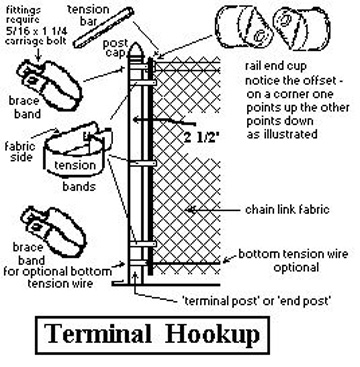 fittings
require
5/16 x 1 1/4
carriage bolt
tension
bar
post
cap
brace
band
rail end cup
notice the offset -
on a corner one
points up the other
points down
as illustrated
fabric
side
tension
bands
2 1/2'
chain link fabric
brace
band
for optional bottom
tension wire
bottom tension wire
optional
'terminal post' or 'end post'
Terminal Hookup